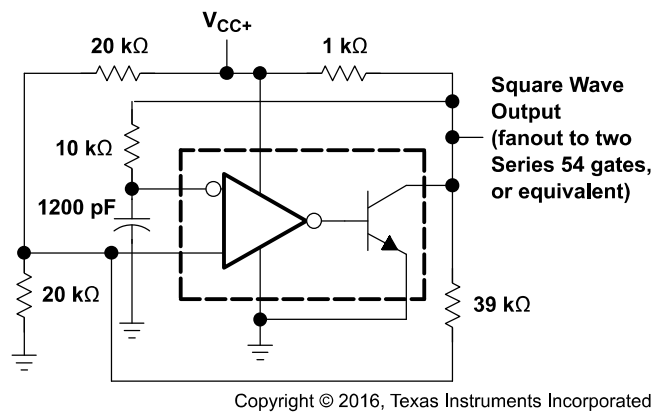 V_CC+
20 kΩ
1 kΩ
Square Wave
Output
(fanout to two
Series 54 gates,
or equivalent)
10 kΩ
1200 pF
20 kΩ
39 kΩ
Copyright © 2016, Texas Instruments Incorporated